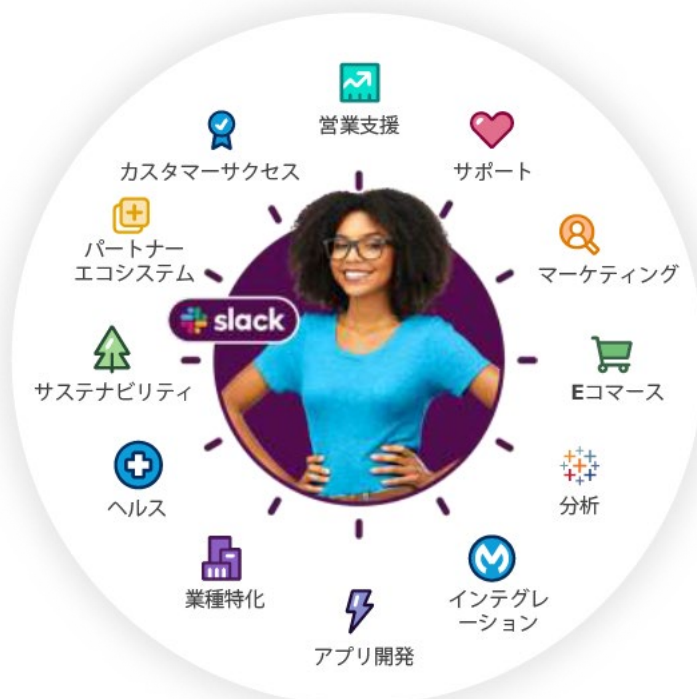 営業支援
サポート
マーケティング
Eコマース
分析
インテグレ
ーション
アプリ開発
業種特化
ヘルス
サステナビリティ
パートナー
エコシステム
カスタマーサクセス
slack